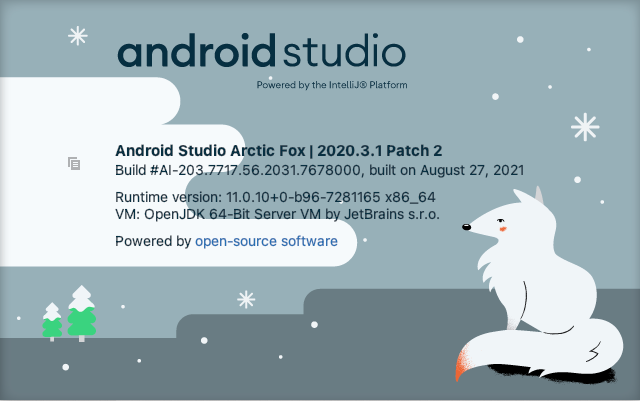 androidstudio
Powered by the IntelliJ® Platform
Android Studio Arctic Fox | 2020.3.1 Patch 2
Build #AI-203.7717.56.2031.7678000, built on August 27, 2021
Runtime version: 11.0.10+0-b96-7281165 x86_64
VM: OpenJDK 64-Bit Server VM by JetBrains s.r.o.
Powered by open-source software